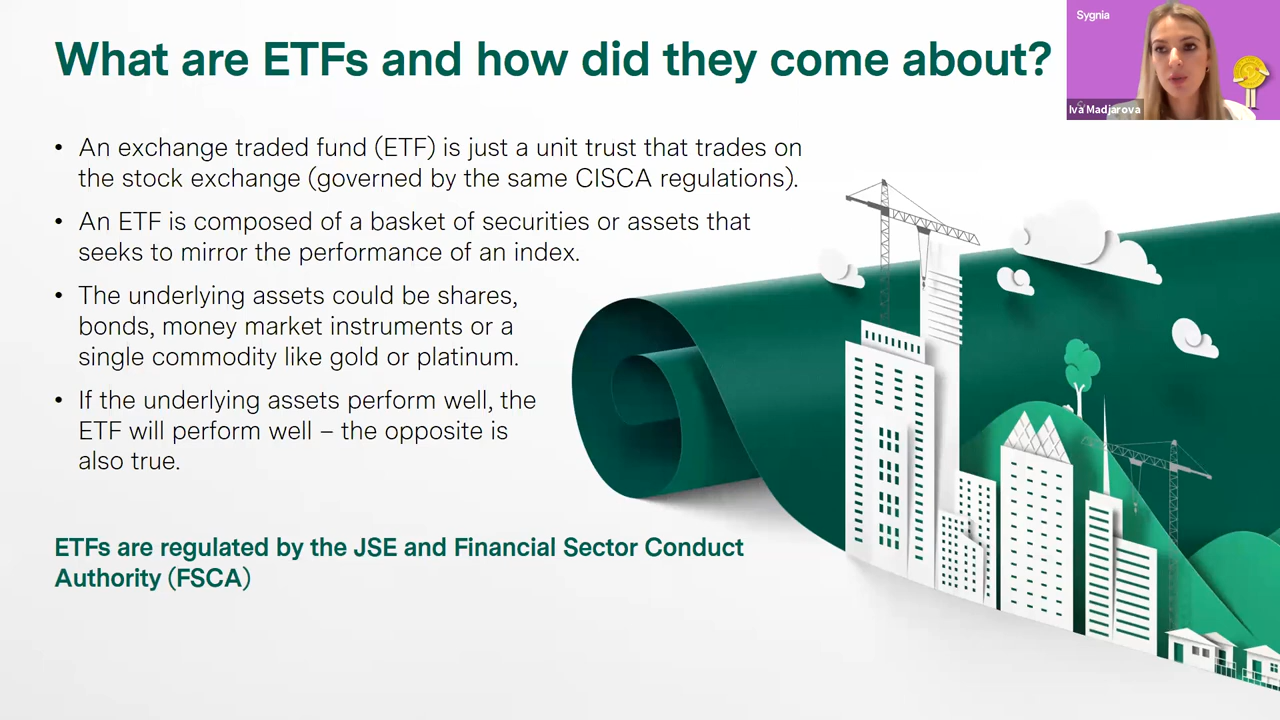 What are ETFs and how did they come about?
Sygnia
Iva Madjarova
• An exchange traded fund (ETF) is just a unit trust that trades on
the stock exchange (governed by the same CISCA regulations).
• An ETF is composed of a basket of securities or assets that
seeks to mirror the performance of an index.
• The underlying assets could be shares,
bonds, money market instruments or a
single commodity like gold or platinum.
• If the underlying assets perform well, the
ETF will perform well – the opposite is
also true.
ETFs are regulated by the JSE and Financial Sector Conduct
Authority (FSCA)